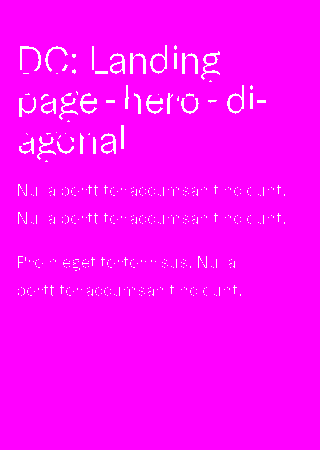 DC: Landing
page - hero - di-
agonal
Nulla porttitor accumsan tincidunt.
Nulla porttitor accumsan tincidunt.
Proin eget tortor risus. Nulla
porttitor accumsan tincidunt.